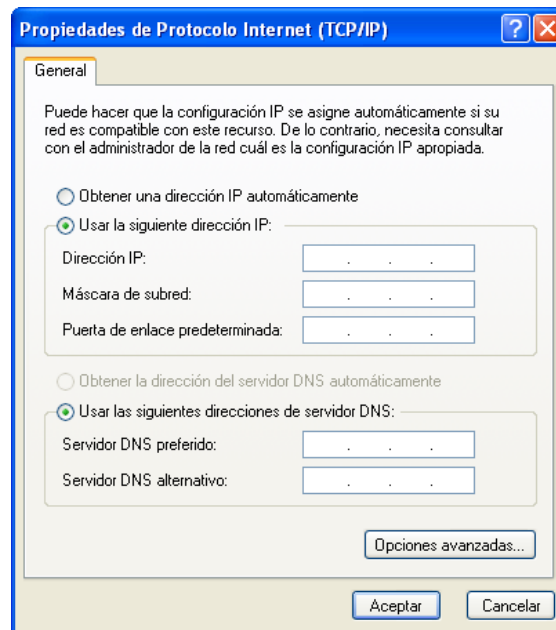 Propiedades de Protocolo Internet (TCP/IP)
General
Puede hacer que la configuración IP se asigne automáticamente si su
red es compatible con este recurso. De lo contrario, necesita consultar
con el administrador de la red cuál es la configuración IP apropiada.
Obtener una dirección IP automáticamente
Usar la siguiente dirección IP:
Dirección IP:
Máscara de subred:
Puerta de enlace predeterminada:
Obtener la dirección del servidor DNS automáticamente
Usar las siguientes direcciones de servidor DNS:
Servidor DNS preferido:
Servidor DNS alternativo:
Opciones avanzadas...
Aceptar Cancelar